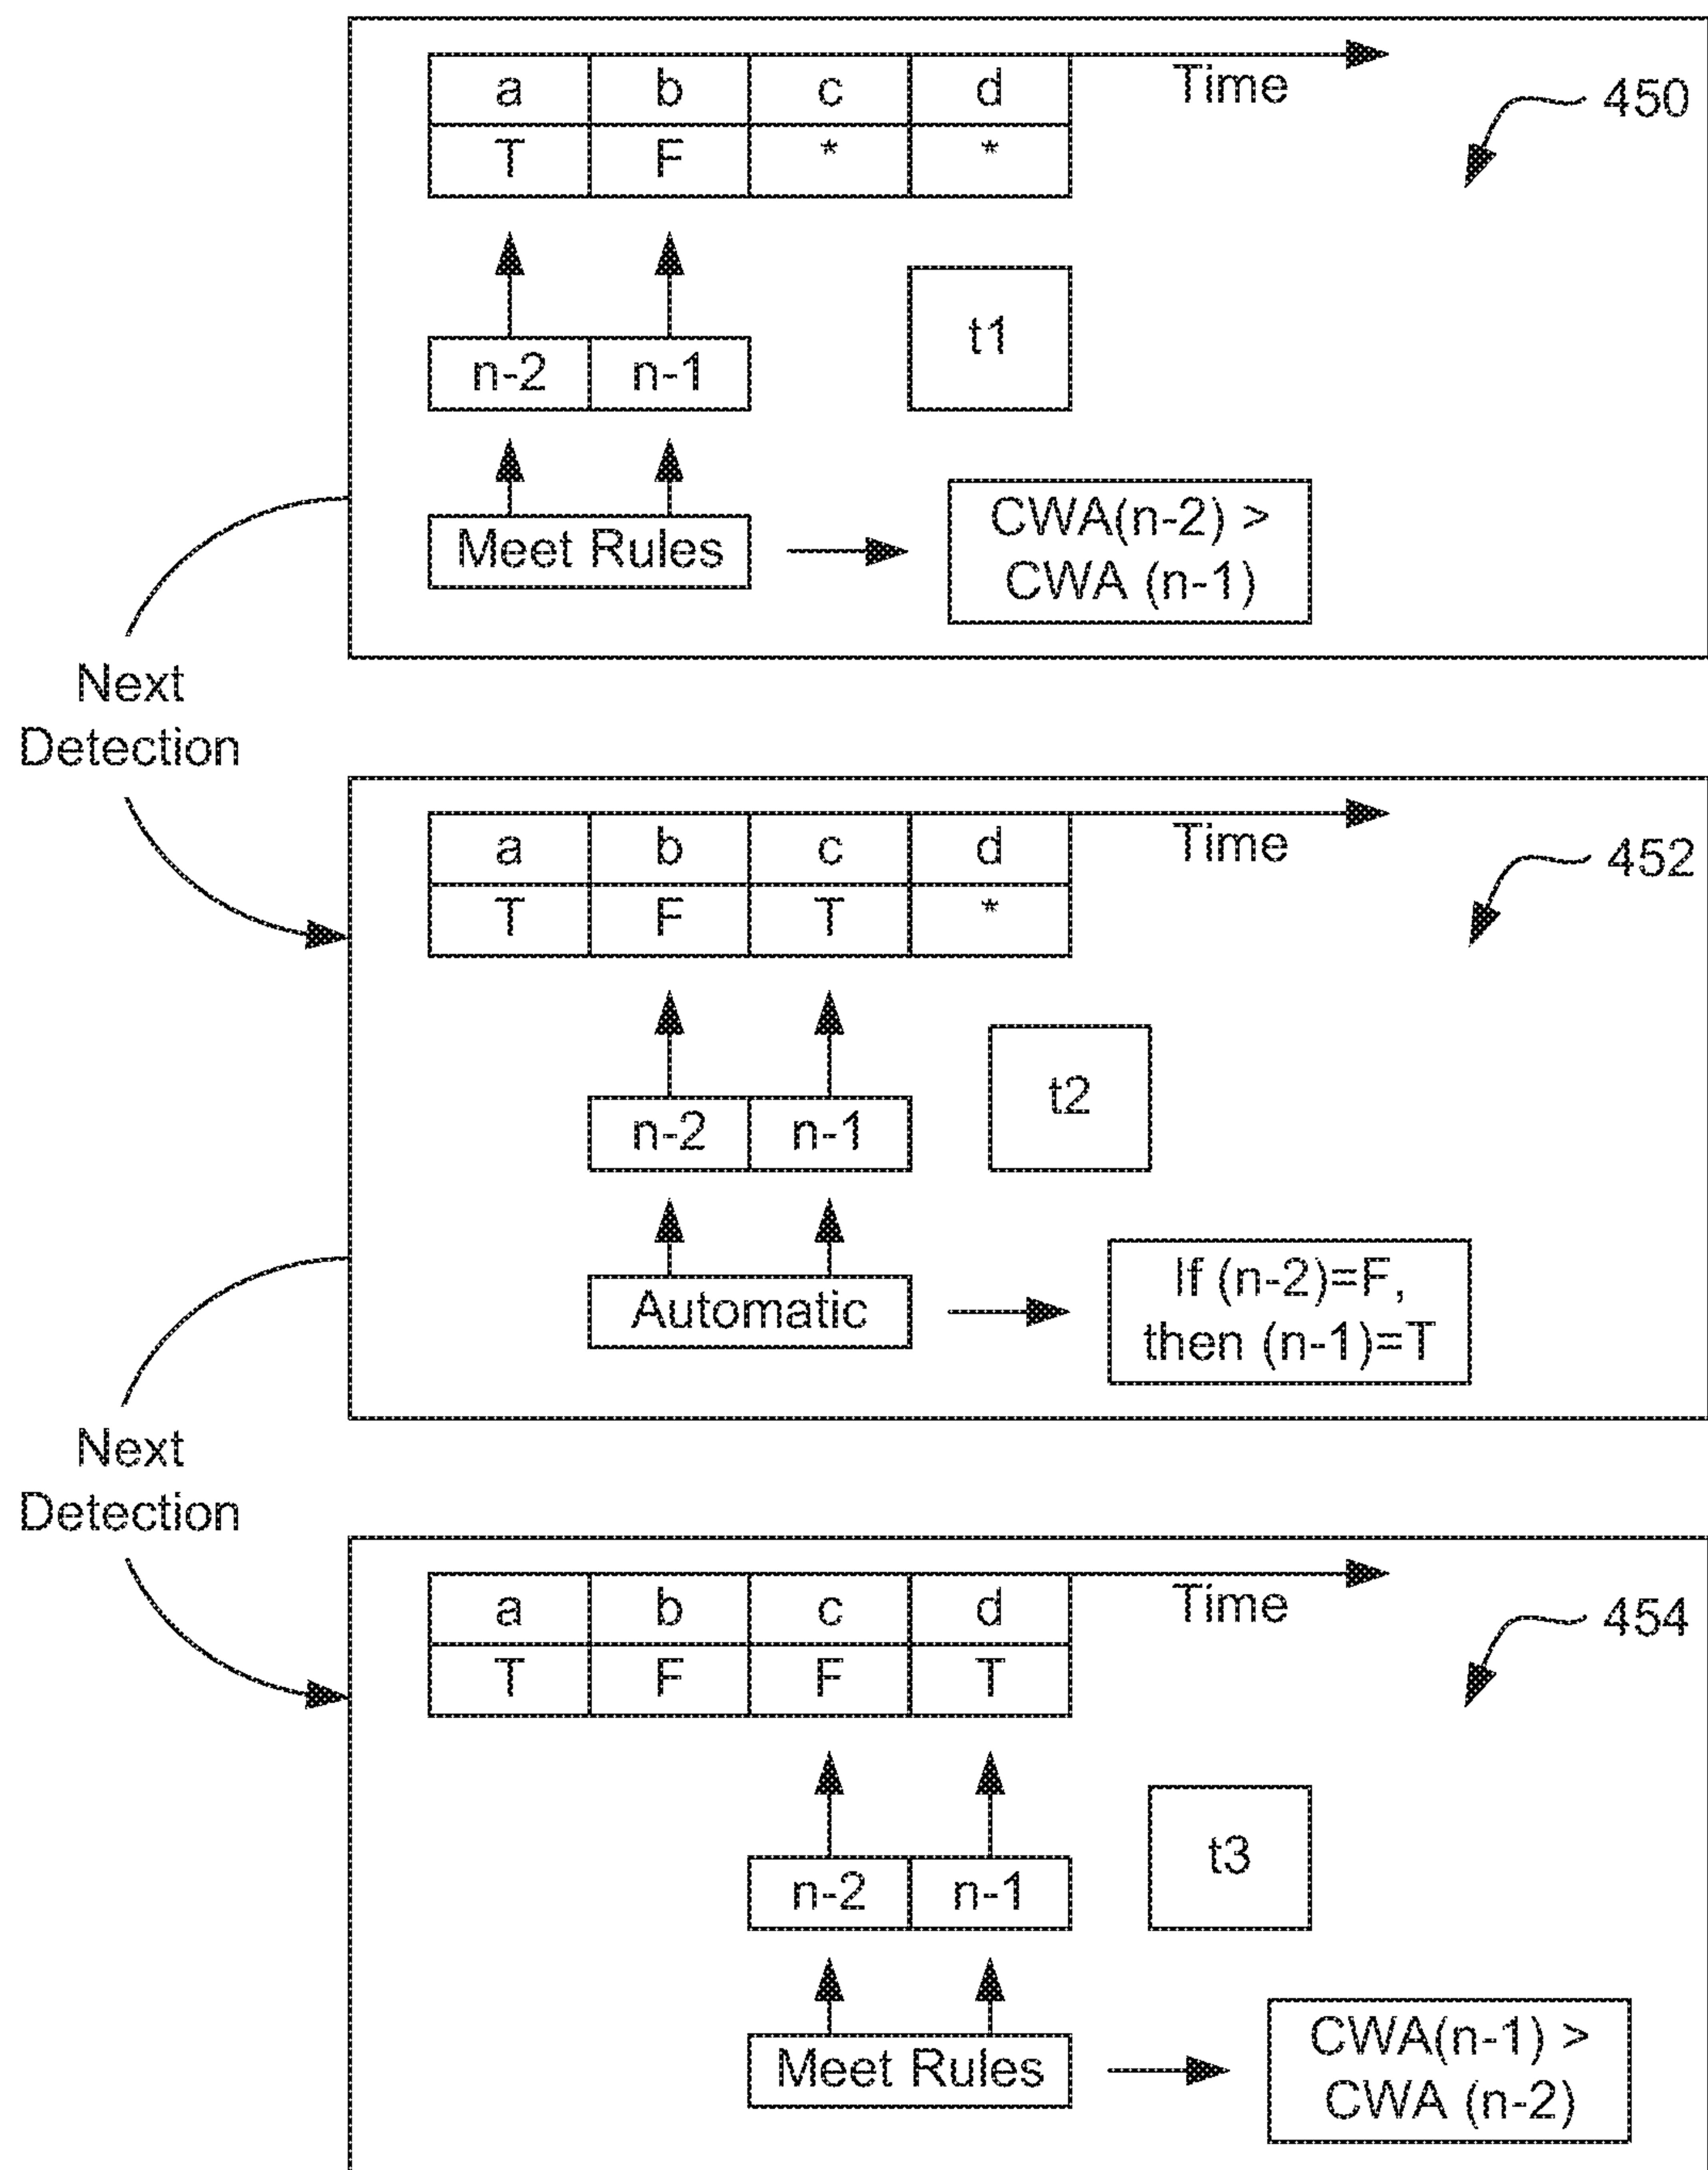 a b c d Time
450
T F * *
n-2 n-1
t1
Meet Rules
CWA(n-2) >
CWA (n-1)
Next
Detection
a b c d Time
452
T F T *
n-2 n-1
t2
Automatic
If (n-2)=F,
then (n-1)=T
Next
Detection
a b c d Time
454
T F F T
n-2 n-1
t3
Meet Rules
CWA(n-1) >
CWA (n-2)